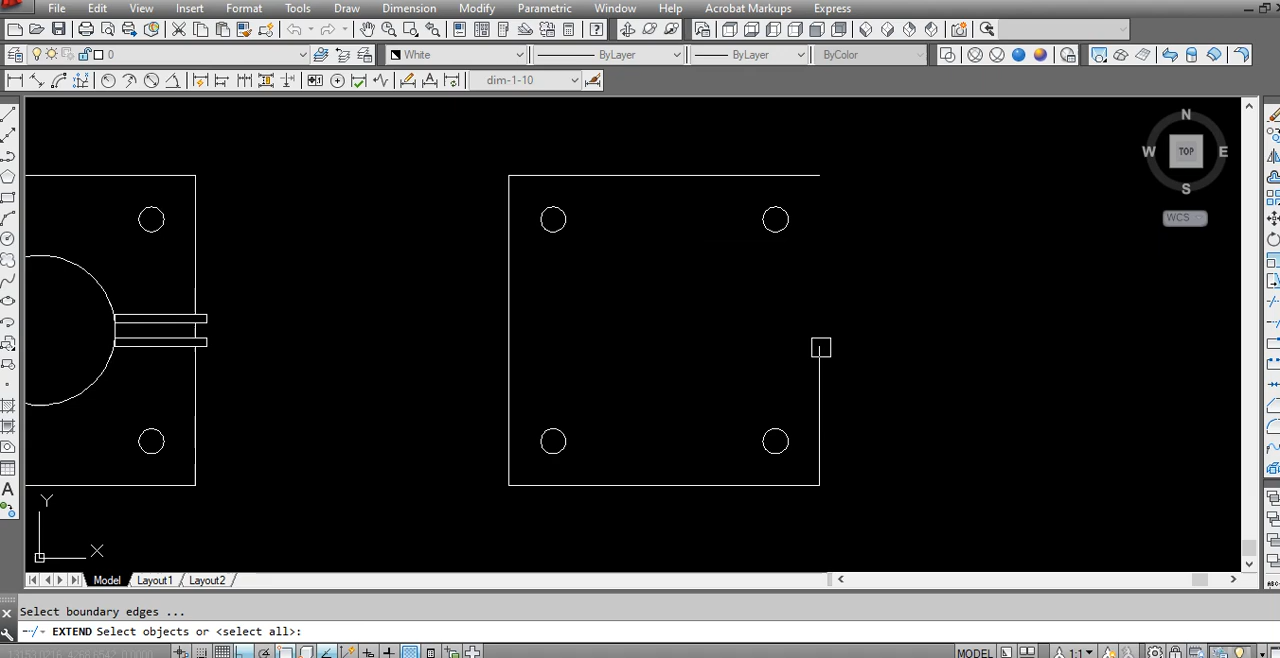 File Edit View Insert Format Tools Draw Dimension Modify Parametric Window Help Acrobat Markups Express
0 White ByLayer ByLayer ByColor
dim-1-10
N
W TOP E
S
WCS
Y
X
Model Layout1 Layout2
Select boundary edges ...
EXTEND Select objects or <select all>:
MODEL 1:1